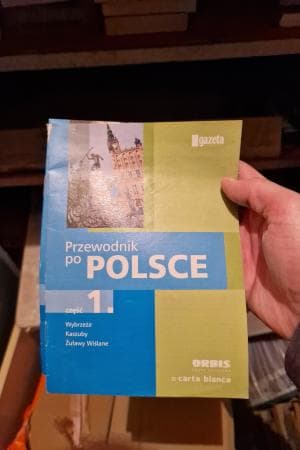 gazeta
Przewodnik
po POLSCE
część 1.
Wybrzeże
Kaszuby
Żuławy Wiślane
ORBIS
carta blanca